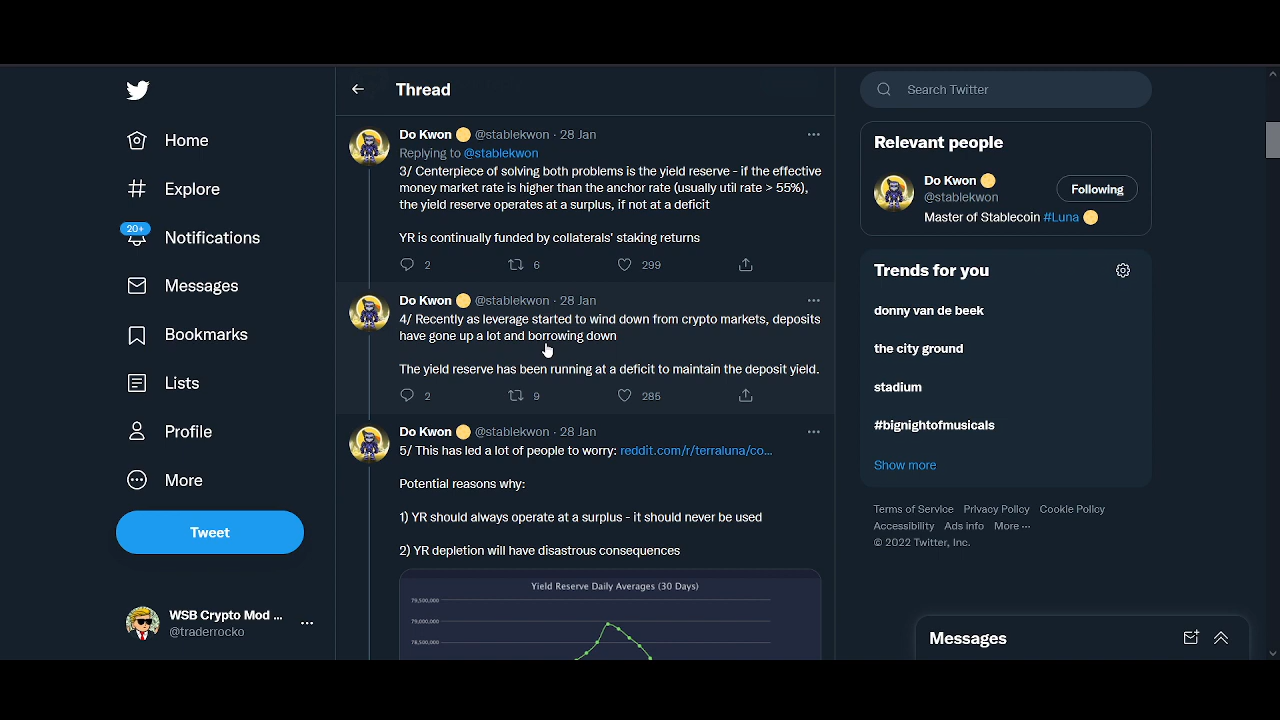 Home
Explore
20+
Notifications
Messages
Bookmarks
Lists
Profile
More
Tweet
WSB Crypto Mod ...
@traderrocko
Thread
Do Kwon @stablekwon · 28 Jan
Replying to @stablekwon
3/ Centerpiece of solving both problems is the yield reserve - if the effective
money market rate is higher than the anchor rate (usually util rate > 55%),
the yield reserve operates at a surplus, if not at a deficit
YR is continually funded by collaterals' staking returns
2 6 299
Do Kwon @stablekwon · 28 Jan
4/ Recently as leverage started to wind down from crypto markets, deposits
have gone up a lot and borrowing down
The yield reserve has been running at a deficit to maintain the deposit yield.
2 9 285
Do Kwon @stablekwon · 28 Jan
5/ This has led a lot of people to worry: reddit.com/r/terraluna/co...
Potential reasons why:
1) YR should always operate at a surplus - it should never be used
2) YR depletion will have disastrous consequences
Yield Reserve Daily Averages (30 Days)
79,500,000
79,000,000
78,500,000
Search Twitter
Relevant people
Do Kwon
@stablekwon
Following
Master of Stablecoin #Luna
Trends for you
donny van de beek
the city ground
stadium
#bignightofmusicals
Show more
Terms of Service Privacy Policy Cookie Policy
Accessibility Ads info More ...
© 2022 Twitter, Inc.
Messages